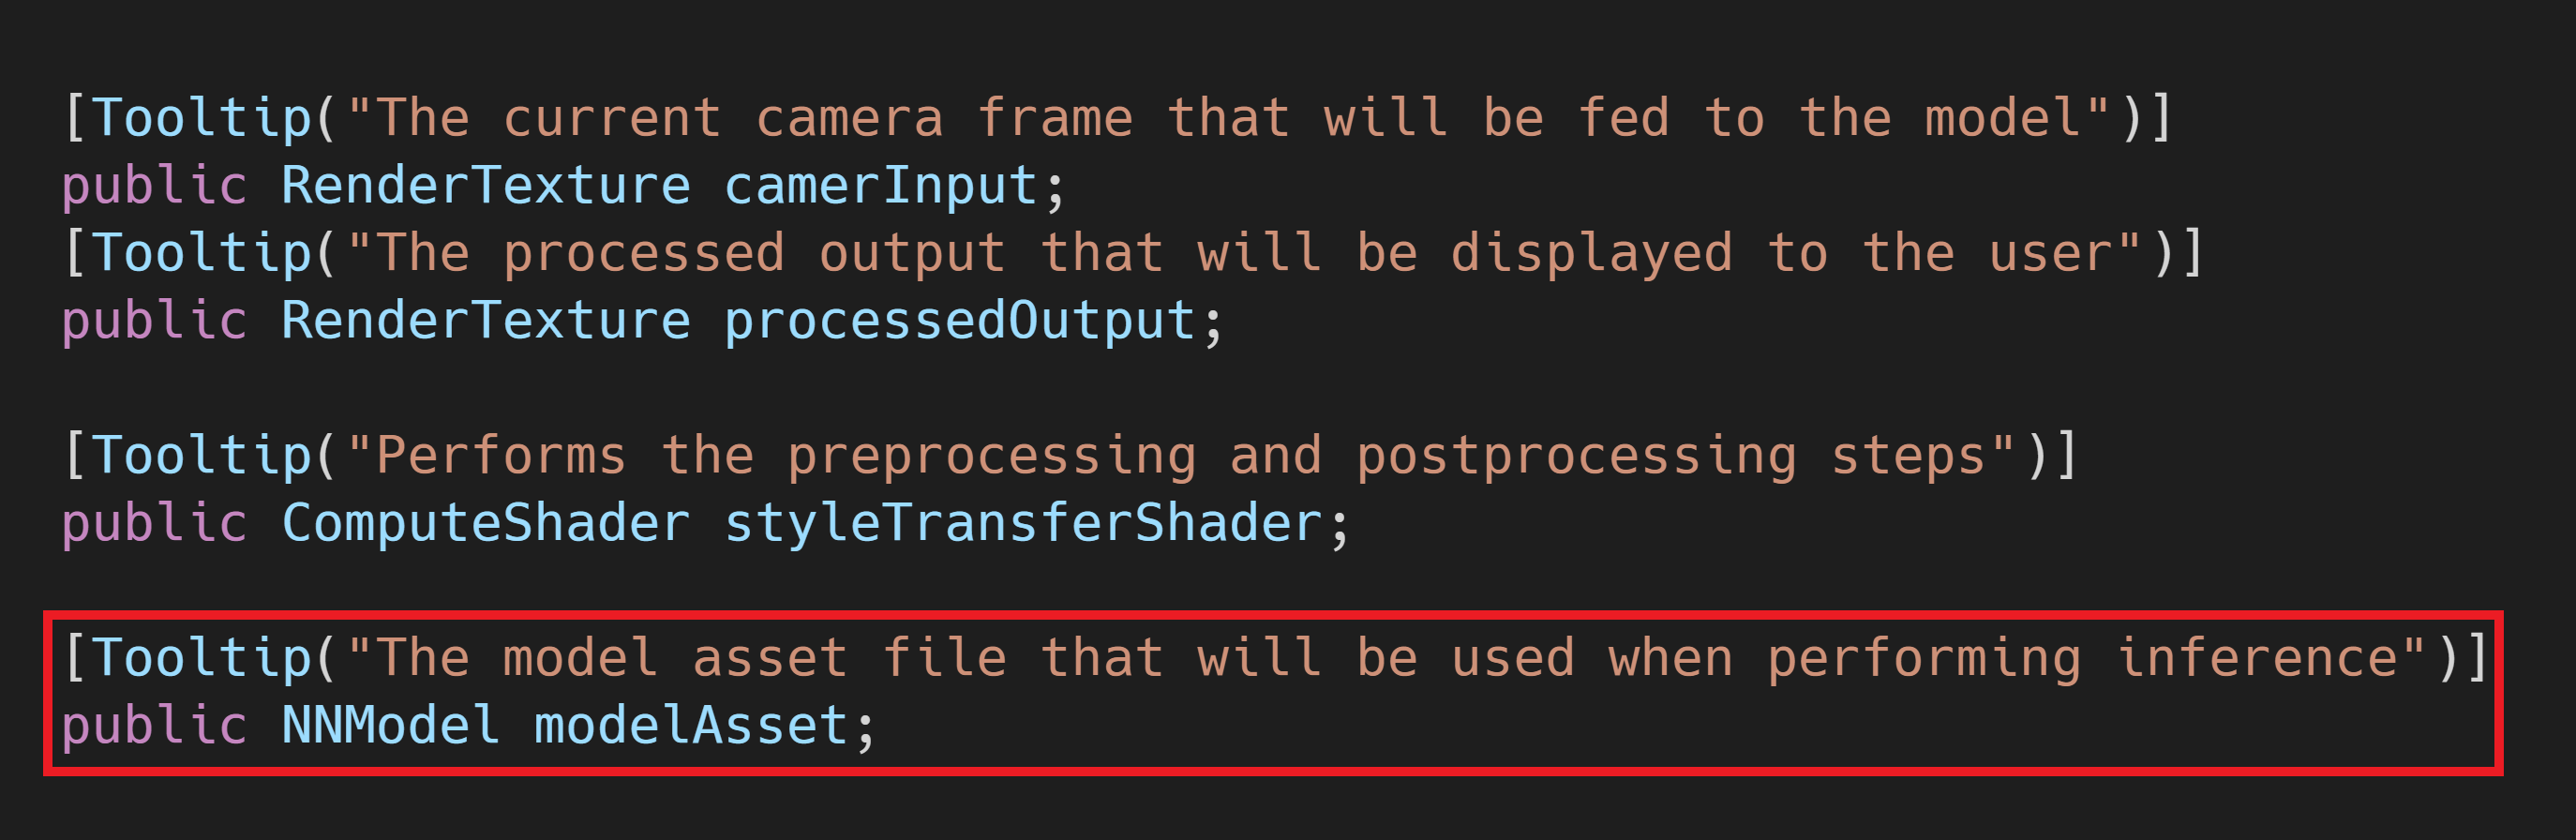 [Tooltip("The current camera frame that will be fed to the model")]
public RenderTexture camerInput;
[Tooltip("The processed output that will be displayed to the user")]
public RenderTexture processedOutput;
[Tooltip("Performs the preprocessing and postprocessing steps")]
public ComputeShader styleTransferShader;
[Tooltip("The model asset file that will be used when performing inference")]
public NNModel modelAsset;